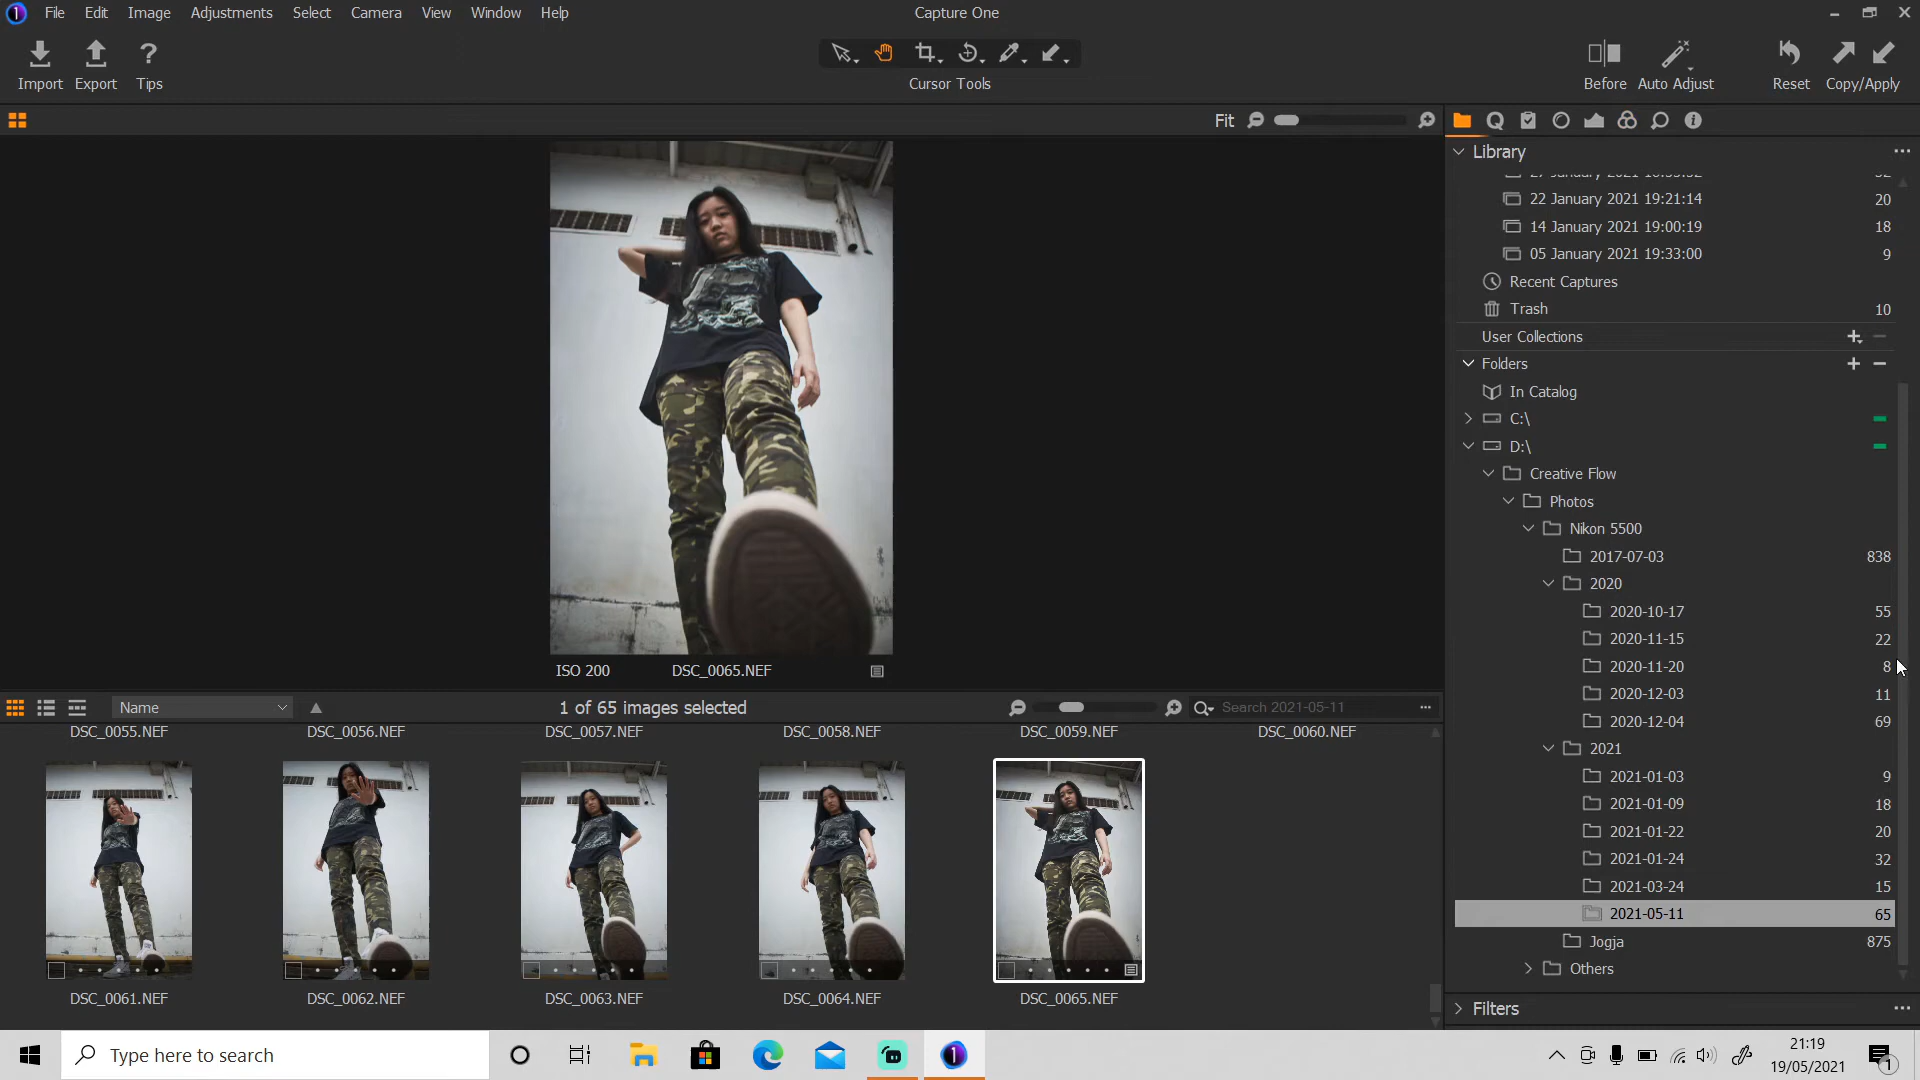 File Edit Image Adjustments Select Camera View Window Help
Capture One
Import Export Tips
Cursor Tools
Before Auto Adjust Reset Copy/Apply
Fit
Library
27 January 2021 18:55:52 32
22 January 2021 19:21:14 20
14 January 2021 19:00:19 18
05 January 2021 19:33:00 9
Recent Captures
Trash 10
User Collections
Folders
In Catalog
C:\
D:\
Creative Flow
Photos
Nikon 5500
2017-07-03 838
2020
2020-10-17 55
2020-11-15 22
2020-11-20 8
2020-12-03 11
2020-12-04 69
2021
2021-01-03 9
2021-01-09 18
2021-01-22 20
2021-01-24 32
2021-03-24 15
2021-05-11 65
Jogja 875
Others
Filters
ISO 200 DSC_0065.NEF
Name
1 of 65 images selected
Search 2021-05-11
DSC_0055.NEF DSC_0056.NEF DSC_0057.NEF DSC_0058.NEF DSC_0059.NEF DSC_0060.NEF
DSC_0061.NEF DSC_0062.NEF DSC_0063.NEF DSC_0064.NEF DSC_0065.NEF
Type here to search
21:19
19/05/2021
1